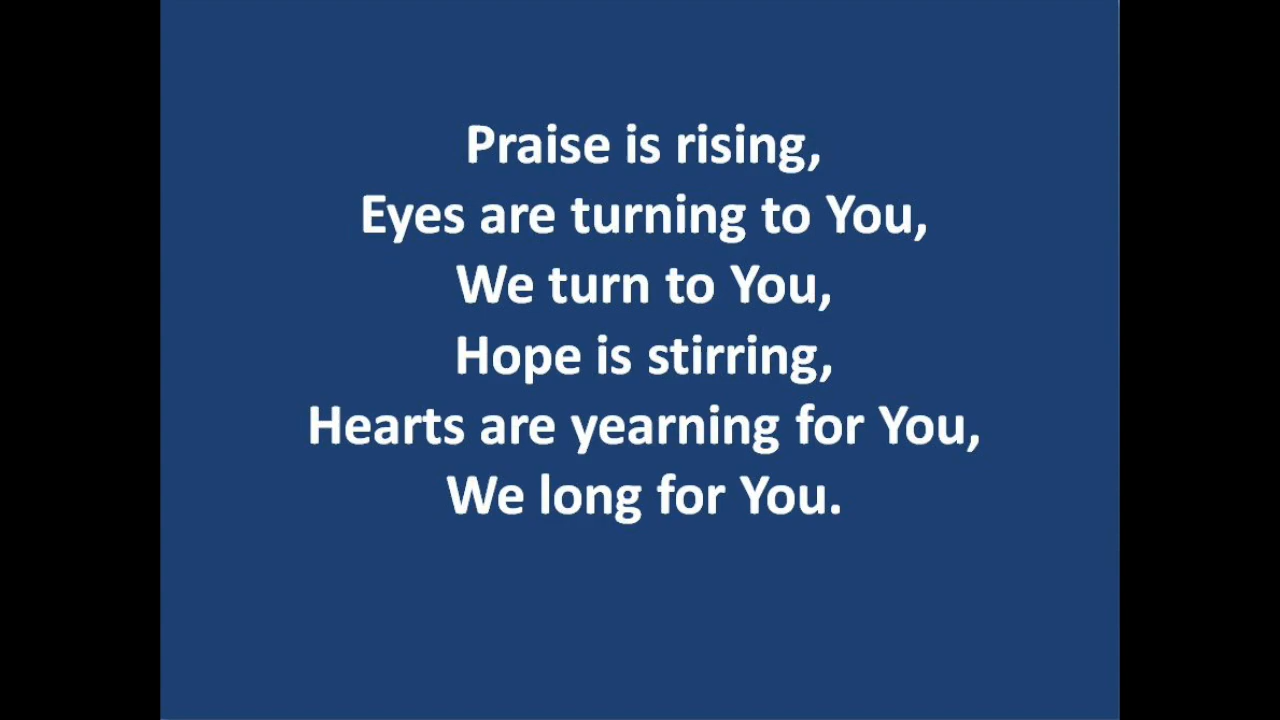 Praise is rising,
Eyes are turning to You,
We turn to You,
Hope is stirring,
Hearts are yearning for You,
We long for You.